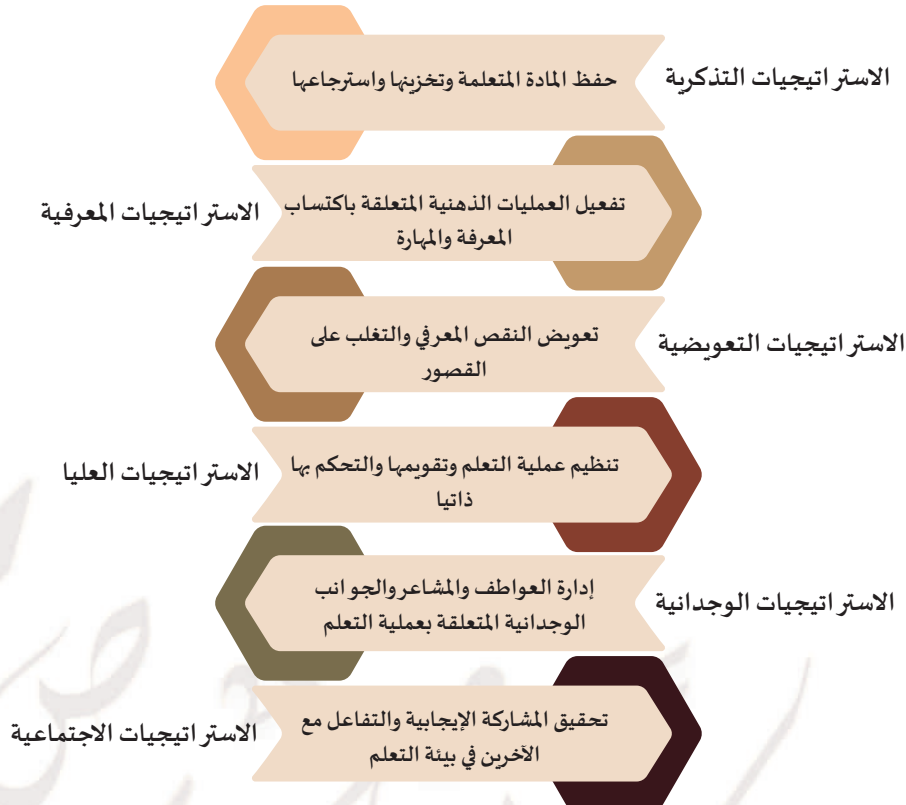 الاستراتيجيات التذكرية
حفظ المادة المتعلمة وتخزينها واسترجاعها
الاستراتيجيات المعرفية
تفعيل العمليات الذهنية المتعلقة باكتساب
المعرفة والمهارة
الاستراتيجيات التعويضية
تعويض النقص المعرفي والتغلب على
القصور
الاستراتيجيات العليا
تنظيم عملية التعلم وتقويمها والتحكم بها
ذاتيا
الاستراتيجيات الوجدانية
إدارة العواطف والمشاعر والجوانب
الوجدانية المتعلقة بعملية التعلم
الاستراتيجيات الاجتماعية
تحقيق المشاركة الإيجابية والتفاعل مع
الآخرين في بيئة التعلم